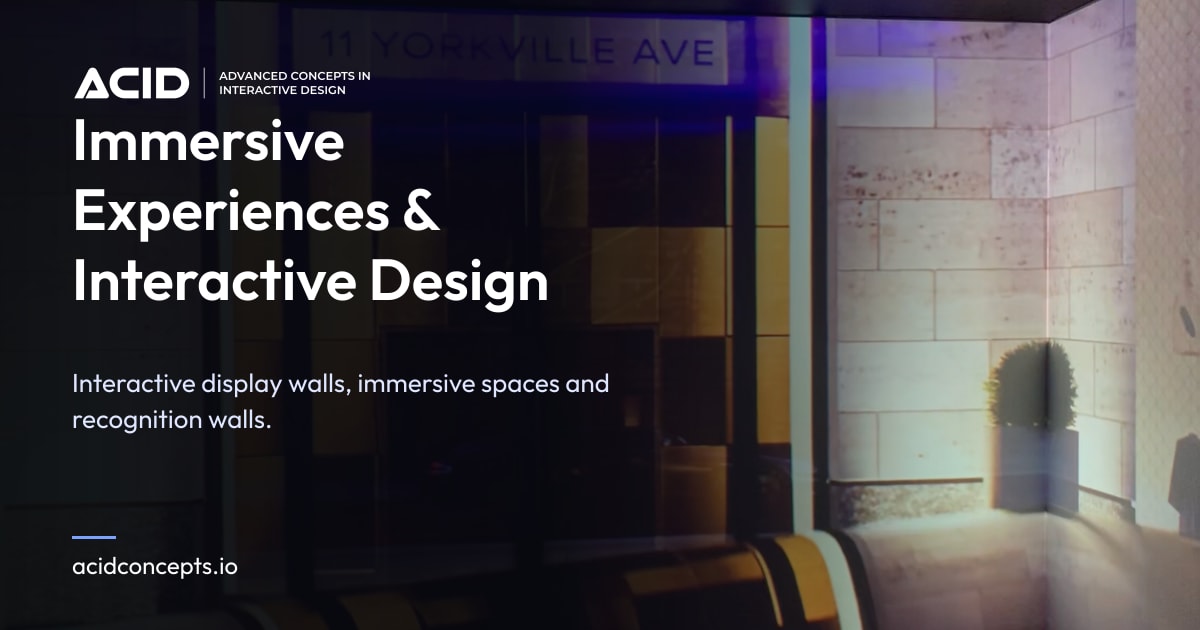 11 YORKVILLE AVE
ACID
ADVANCED CONCEPTS IN
INTERACTIVE DESIGN
Immersive
Experiences &
Interactive Design
Interactive display walls, immersive spaces and
recognition walls.
acidconcepts.io